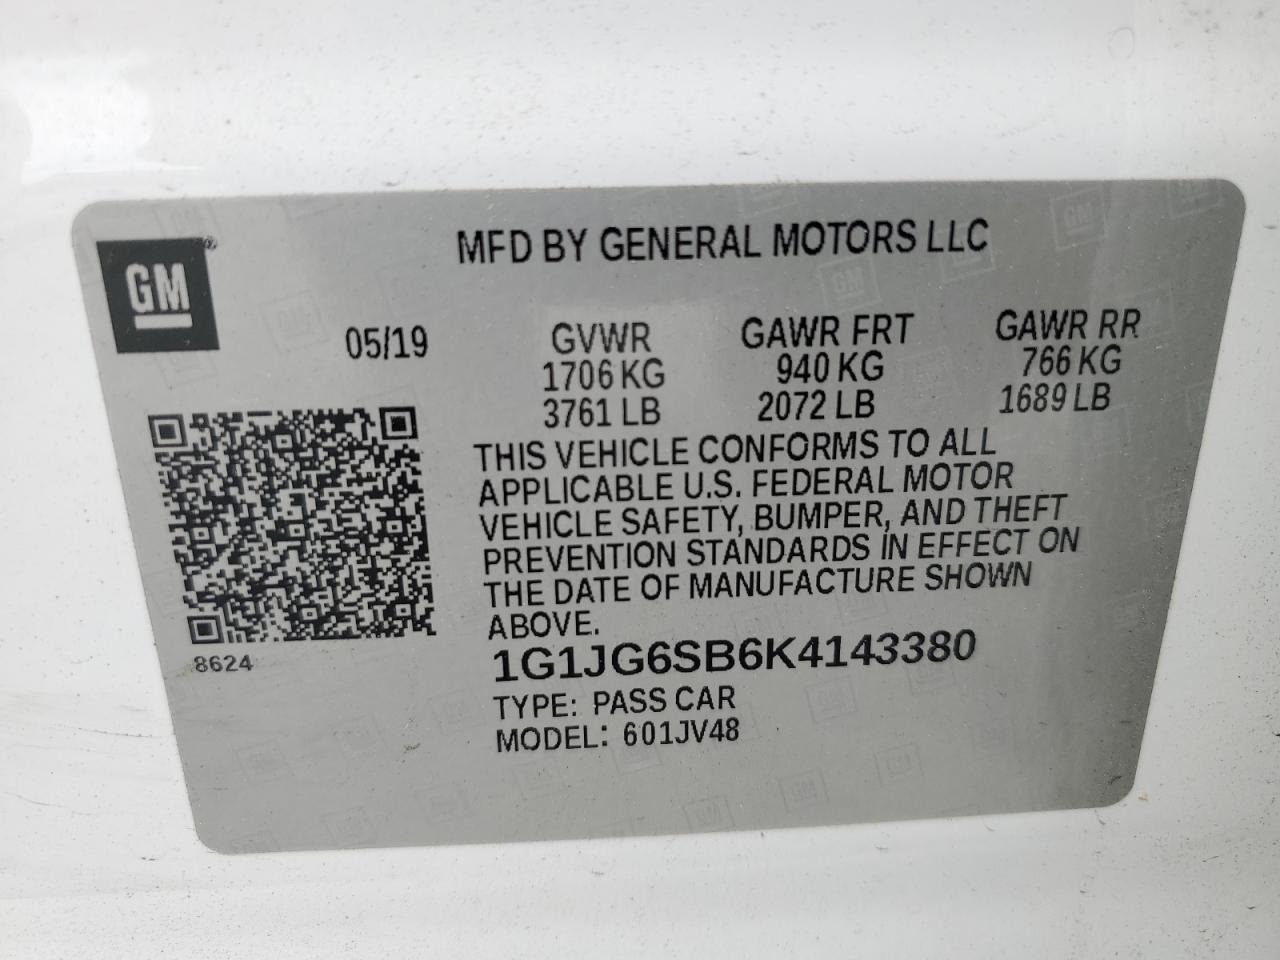 MFD BY GENERAL MOTORS LLC
GM®
05/19
GVWR GAWR FRT GAWR RR
1706 KG 940 KG 766 KG
3761 LB 2072 LB 1689 LB
THIS VEHICLE CONFORMS TO ALL
APPLICABLE U.S. FEDERAL MOTOR
VEHICLE SAFETY, BUMPER, AND THEFT
PREVENTION STANDARDS IN EFFECT ON
THE DATE OF MANUFACTURE SHOWN
ABOVE.
8624
1G1JG6SB6K4143380
TYPE: PASS CAR
MODEL: 601JV48